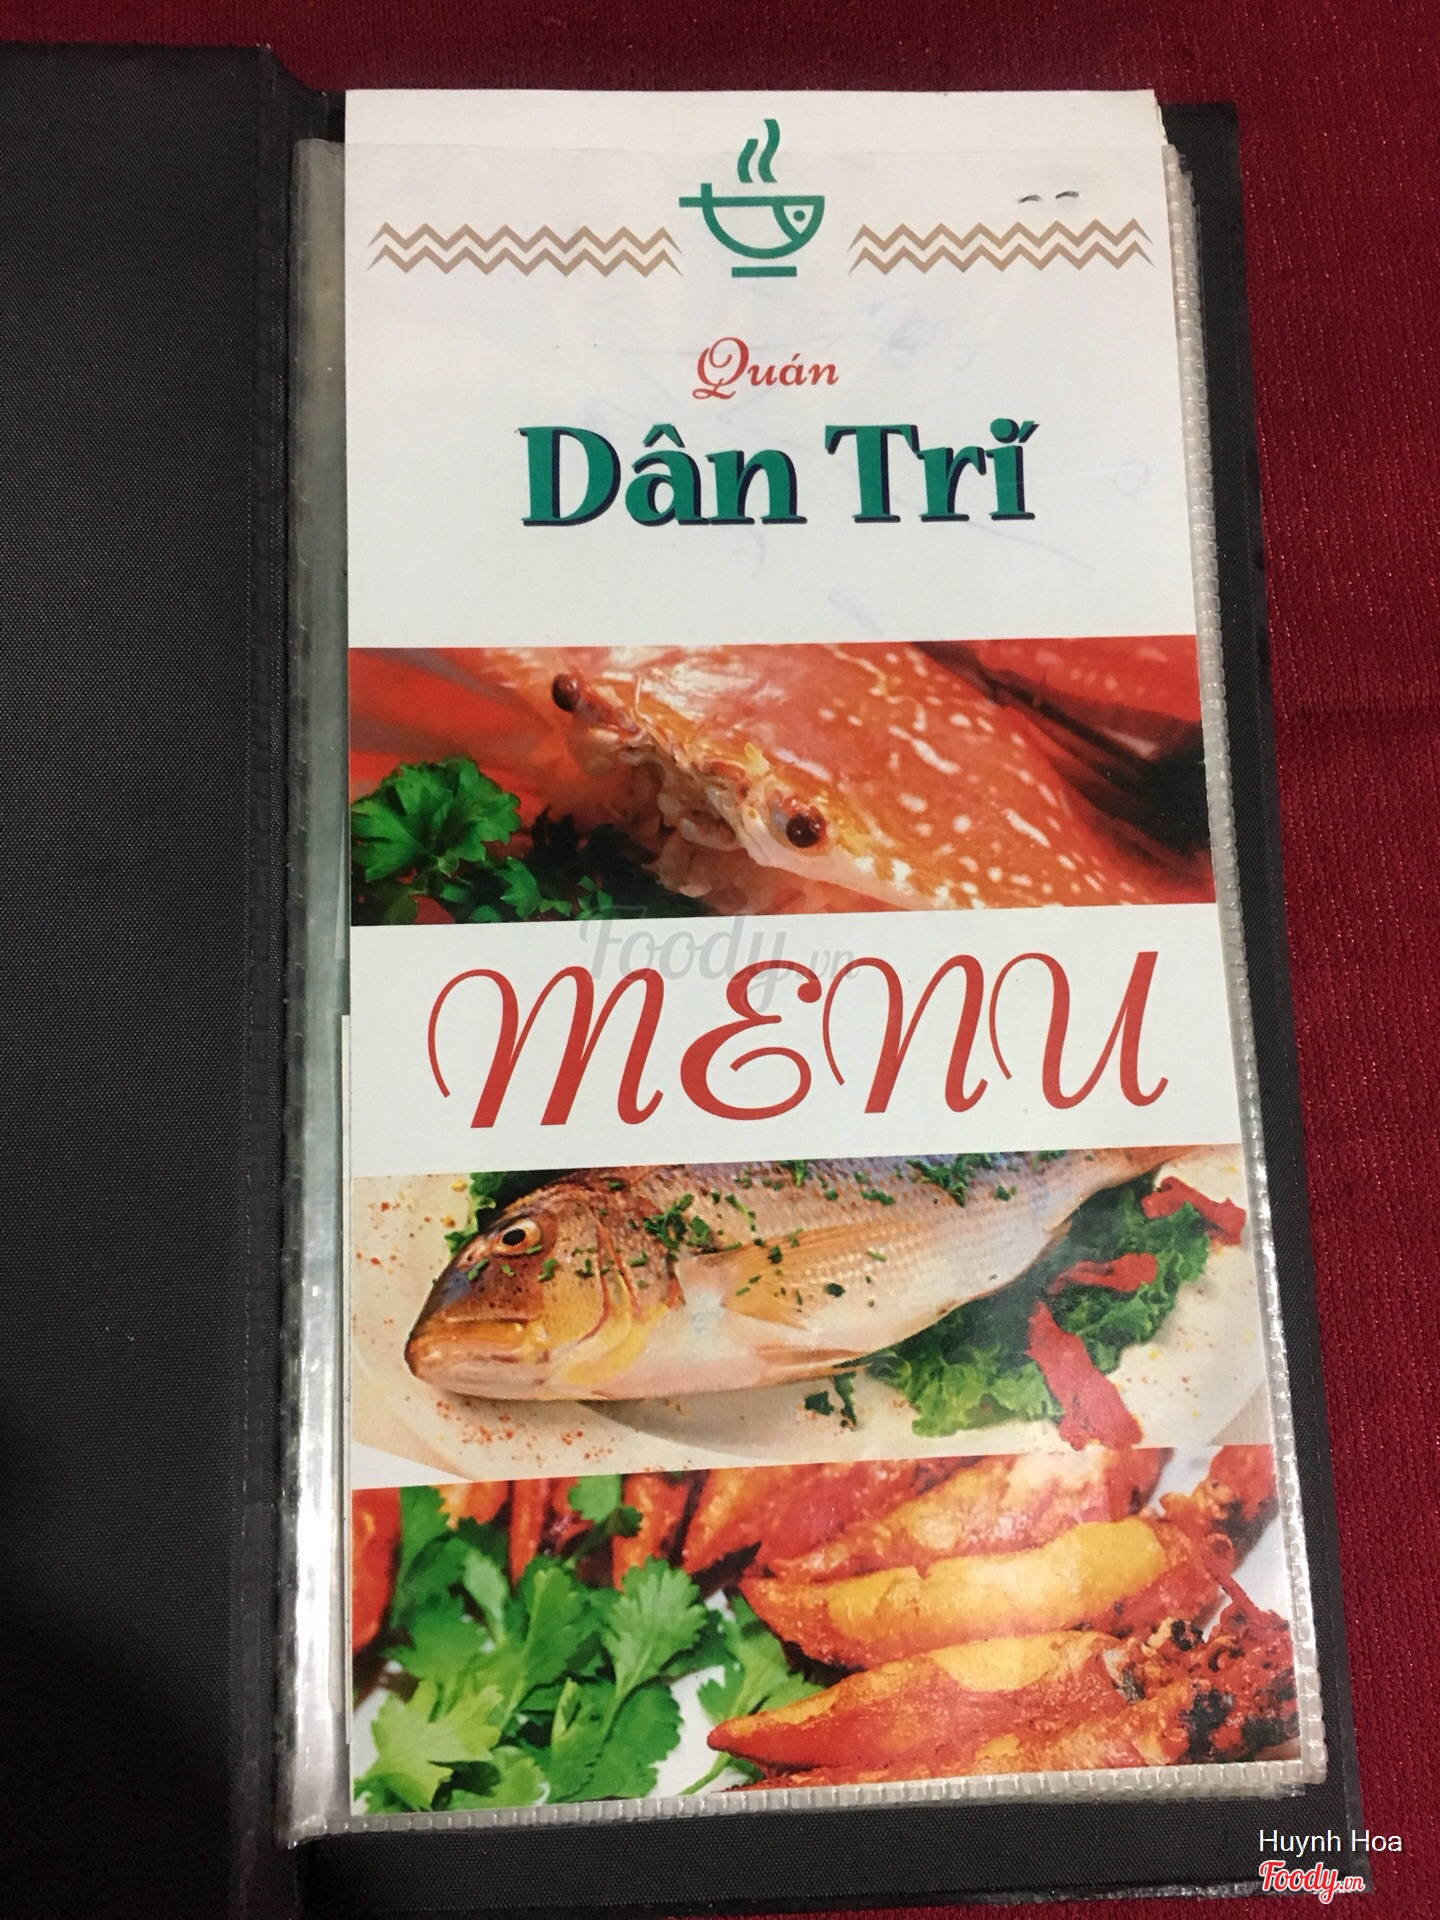 Quán
Dân Trí
Foody.vn
MENU
Huynh Hoa
Foody.vn